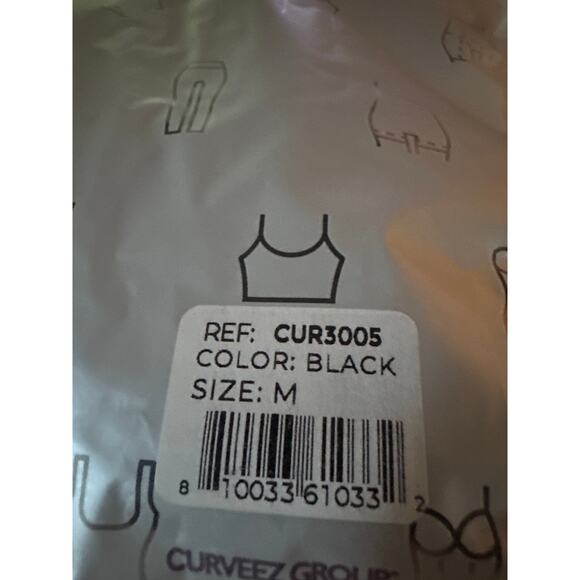 REF: CUR3005
COLOR: BLACK
SIZE: M
8 10033 61033 2
CURVEEZ GROUP